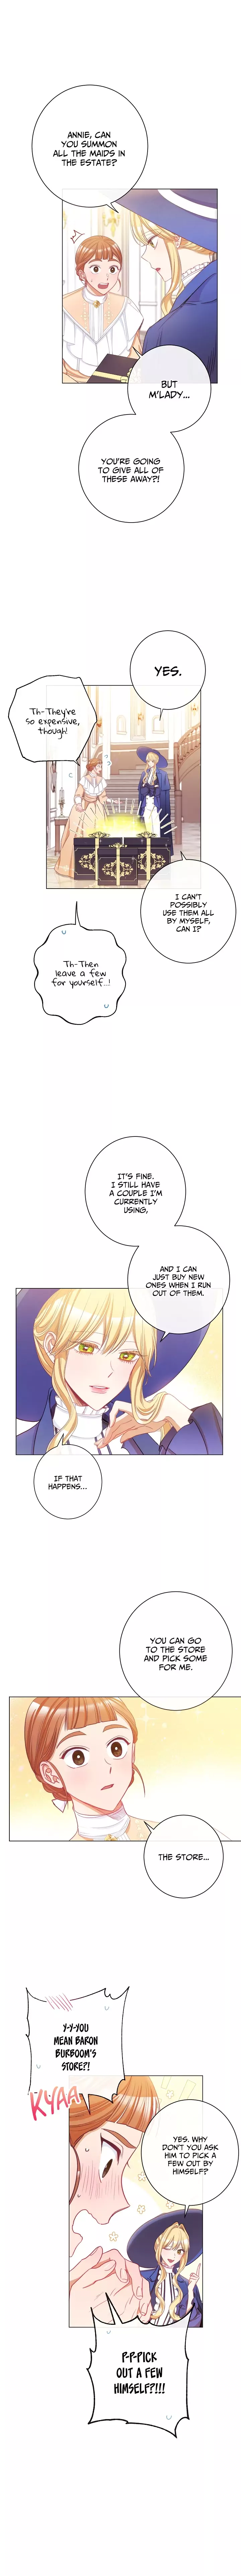 ANNIE, CAN
YOU SUMMON
ALL THE MAIDS IN
THE ESTATE?
BUT
M'LADY...
YOU'RE GOING
TO GIVE ALL OF
THESE AWAY?!
YES.
Th-They're
so expensive,
though!
I CAN'T
POSSIBLY
USE THEM ALL
BY MYSELF,
CAN I?
Th-Then
leave a few
for yourself..!
IT'S FINE.
I STILL HAVE
A COUPLE I'M
CURRENTLY
USING,
AND I CAN
JUST BUY NEW
ONES WHEN I RUN
OUT OF THEM.
IF THAT
HAPPENS...
YOU CAN GO
TO THE STORE
AND PICK SOME
FOR ME.
THE STORE...
Y-Y-YOU
MEAN BARON
BURBOOM'S
STORE?!
KYAA
YES. WHY
DON'T YOU ASK
HIM TO PICK A
FEW OUT BY
HIMSELF?
P-P-PICK
OUT A FEW
HIMSELF?!!!